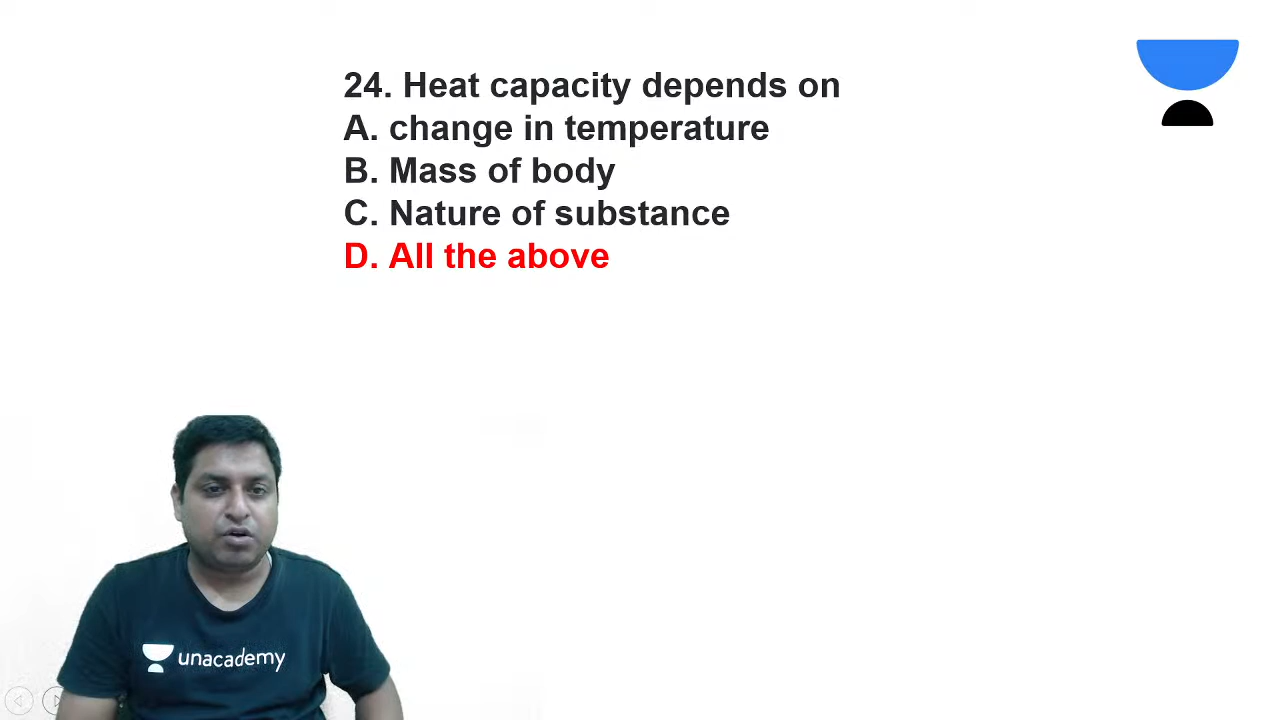 24. Heat capacity depends on
A. change in temperature
B. Mass of body
C. Nature of substance
D. All the above
unacademy